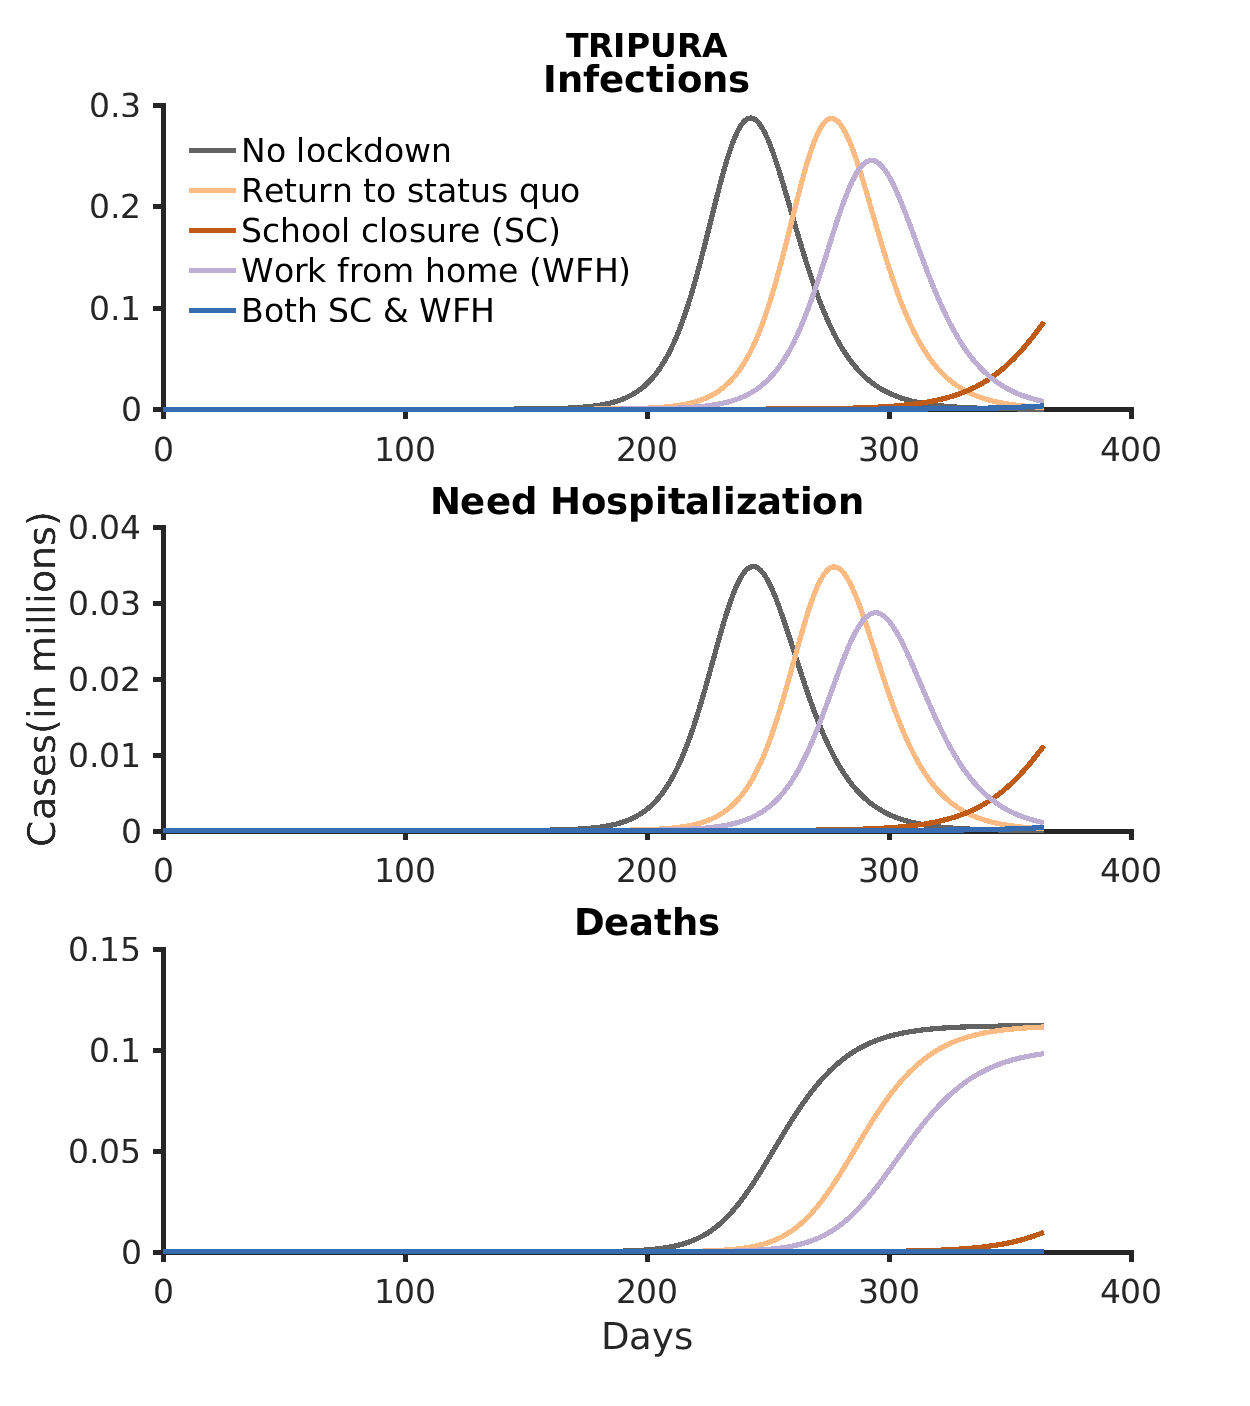 TRIPURA
Infections
0.3
0.2
0.1
0
No lockdown
Return to status quo
School closure (SC)
Work from home (WFH)
Both SC & WFH
0 100 200 300 400
Need Hospitalization
Cases(in millions)
0.04
0.03
0.02
0.01
0
0 100 200 300 400
Deaths
0.15
0.1
0.05
0
0 100 200 300 400
Days